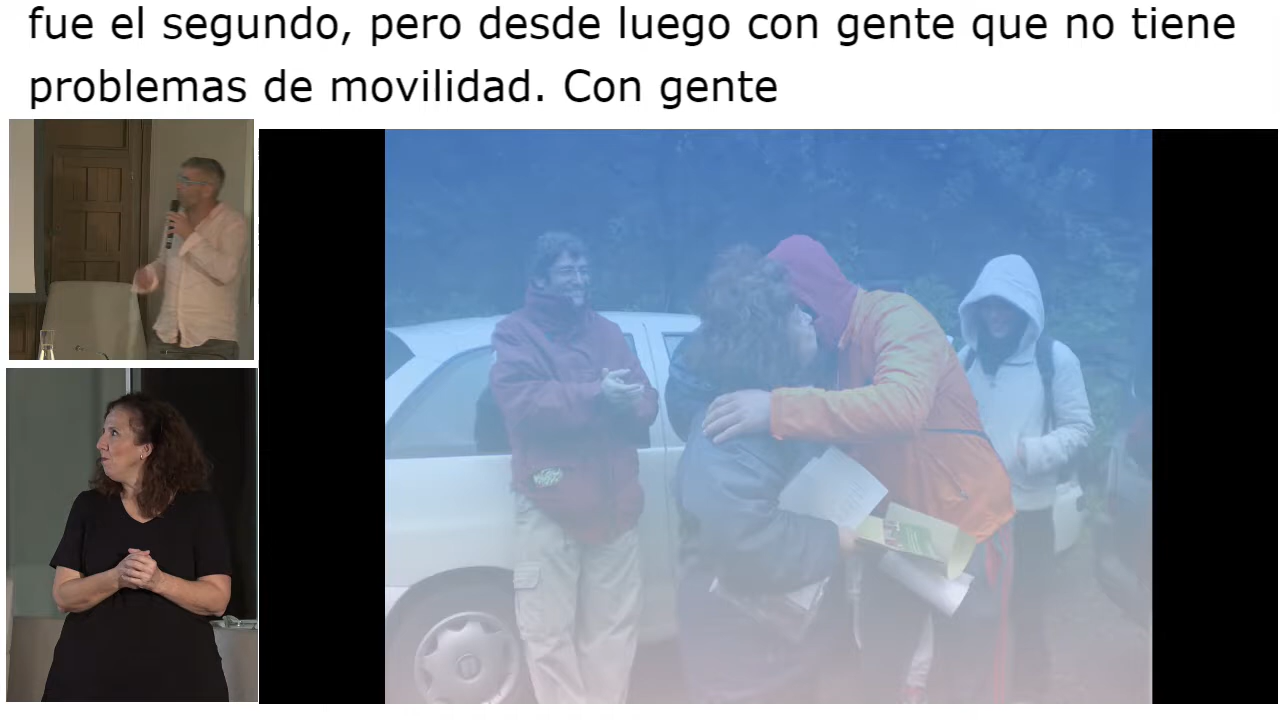 fue el segundo, pero desde luego con gente que no tiene
problemas de movilidad. Con gente